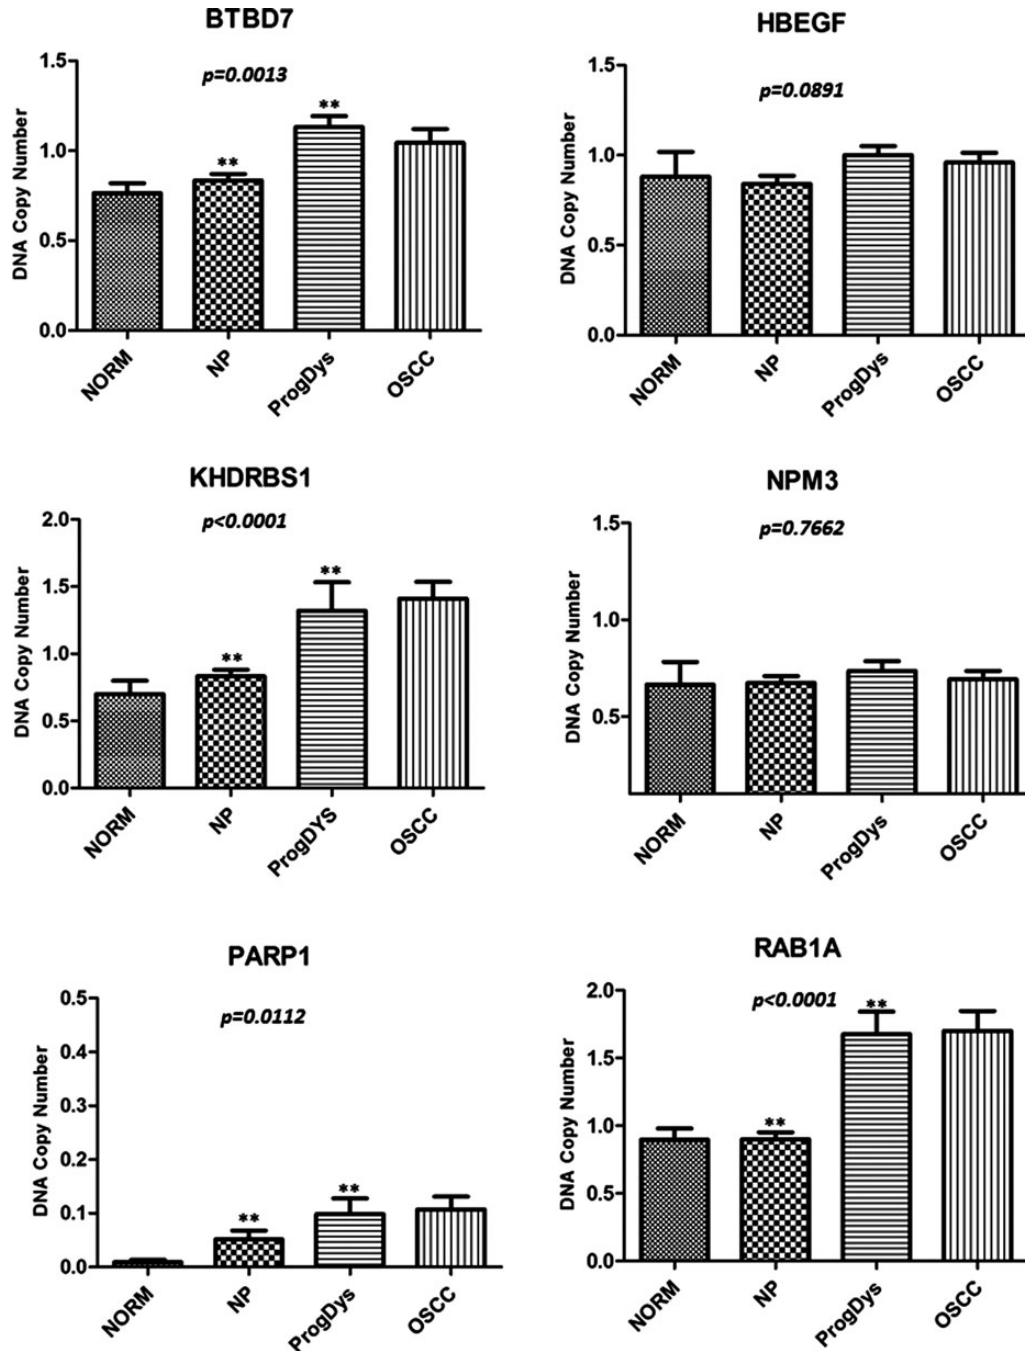 BTBD7
p=0.0013
DNA Copy Number
1.5
1.0
0.5
0.0
**
**
NORM
NP
ProgDys
OSCC
HBEGF
p=0.0891
DNA Copy Number
1.5
1.0
0.5
0.0
NORM
NP
ProgDys
OSCC
KHDRBS1
p<0.0001
DNA Copy Number
2.0
1.5
1.0
0.5
0.0
**
**
NORM
NP
ProgDYS
OSCC
NPM3
p=0.7662
DNA Copy Number
1.5
1.0
0.5
NORM
NP
ProgDys
OSCC
PARP1
p=0.0112
DNA Copy Number
0.5
0.4
0.3
0.2
0.1
0.0
**
**
NORM
NP
ProgDys
OSCC
RAB1A
p<0.0001
DNA Copy Number
2.0
1.5
1.0
0.5
0.0
**
**
NORM
NP
ProgDys
OSCC